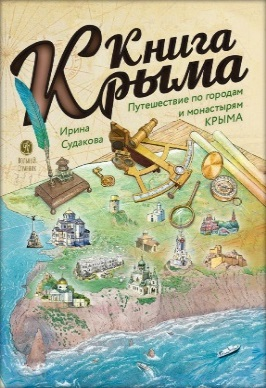 Книга
Крыма
Путешествие по городам
и монастырям
КРЫМА
Ирина
Судакова